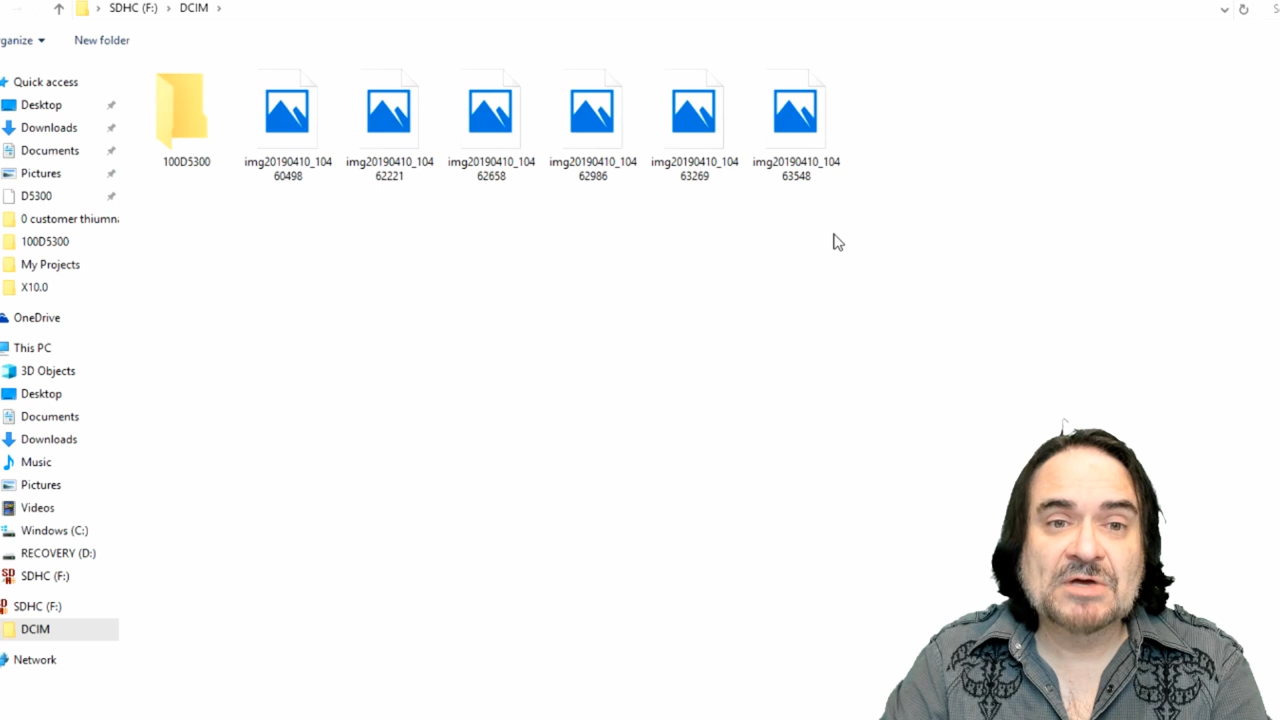 SDHC (F:) > DCIM >
ganize
New folder
100D5300
img20190410_104
60498
img20190410_104
62221
img20190410_104
62658
img20190410_104
62986
img20190410_104
63269
img20190410_104
63548
Quick access
Desktop
Downloads
Documents
Pictures
D5300
0 customer thiumna
100D5300
My Projects
X10.0
OneDrive
This PC
3D Objects
Desktop
Documents
Downloads
Music
Pictures
Videos
Windows (C:)
RECOVERY (D:)
SDHC (F:)
SDHC (F:)
DCIM
Network